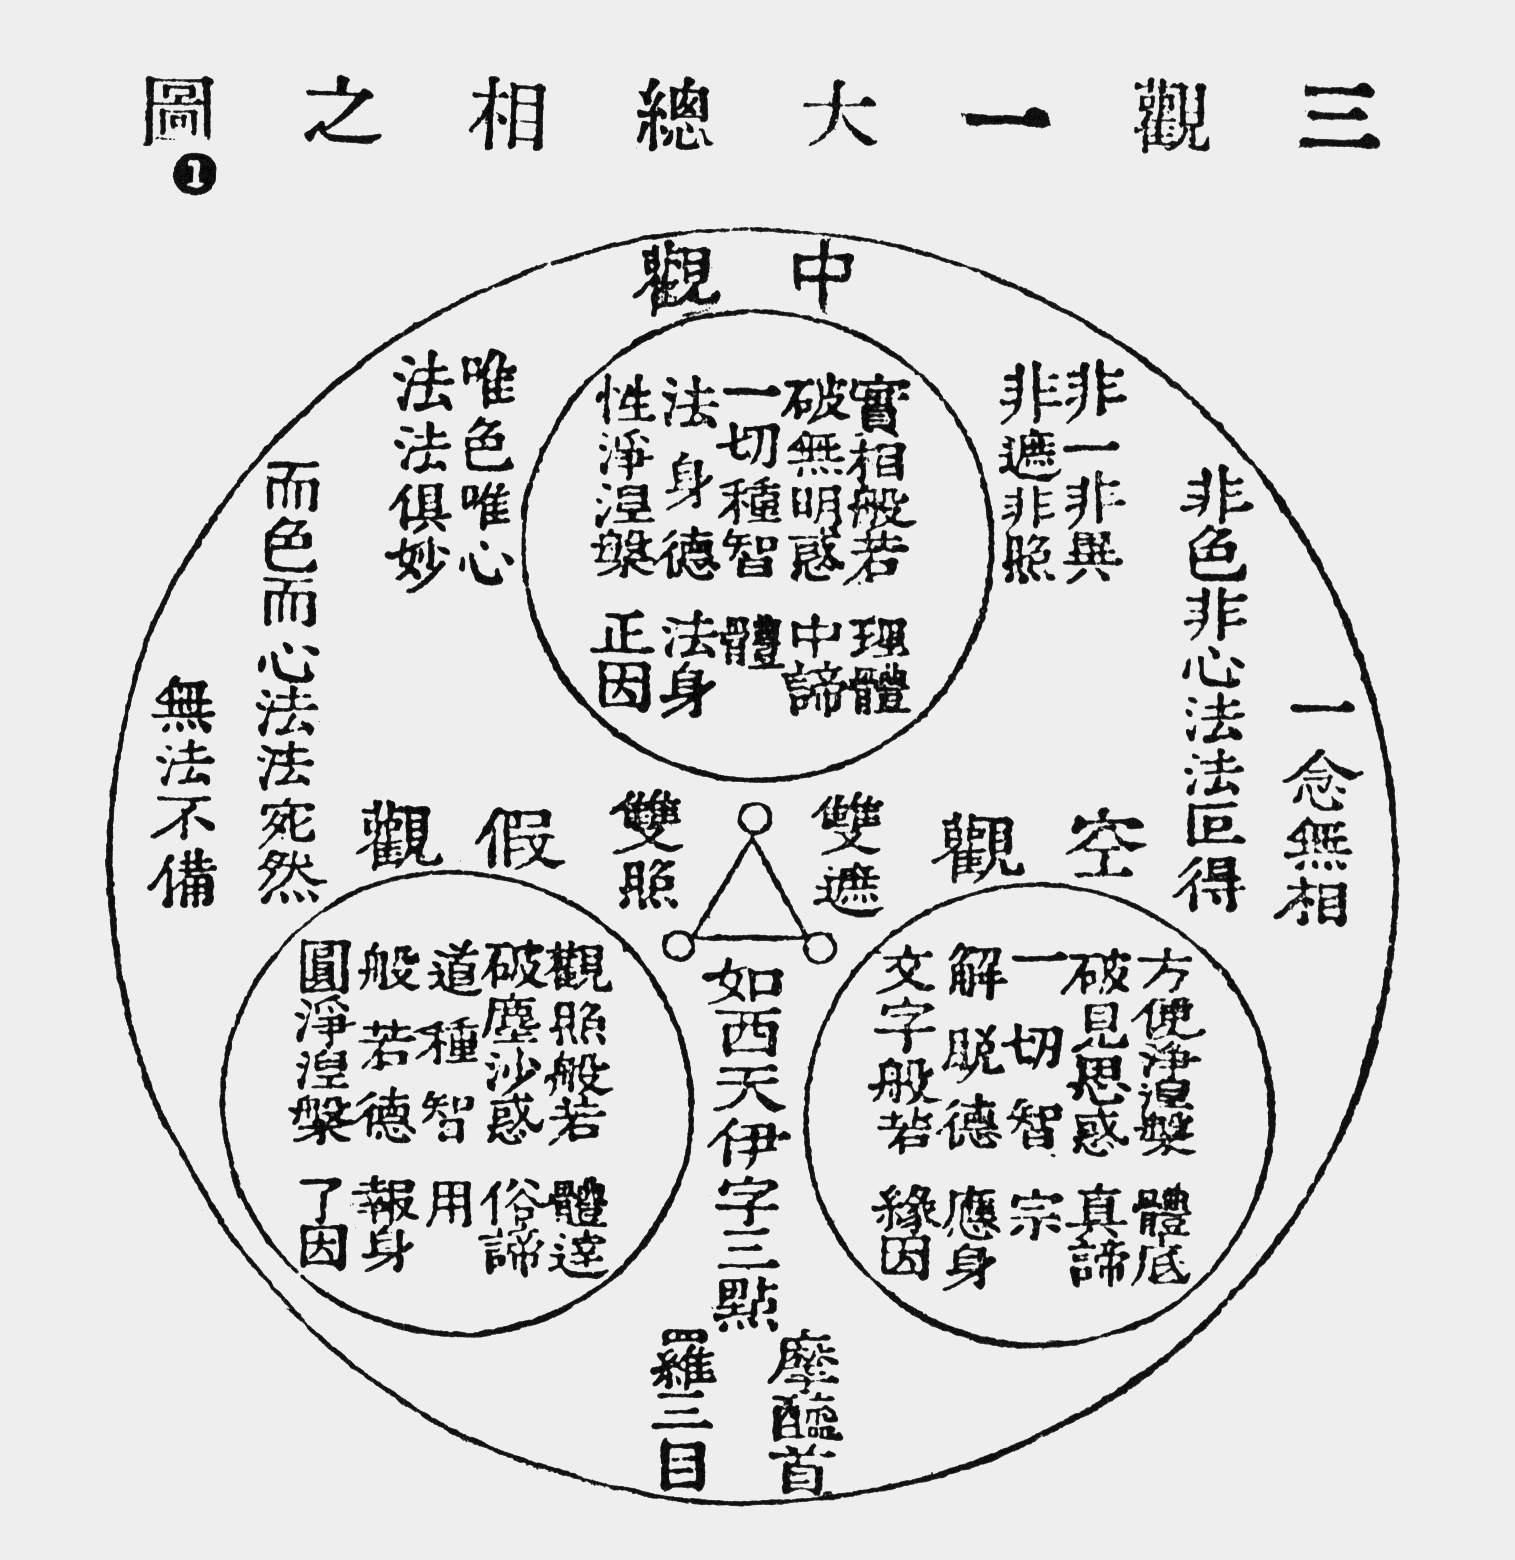 三觀一大總相之圖
❶
中觀
實相般若 理體
破無明惑 中諦
一切種智 體
法身德 法身
性淨涅槃 正因
非一非異
非遮非照
唯色唯心
法法俱妙
非色非心法法叵得
一念無相
而色而心法法宛然
無法不備
雙遮
雙照
空觀
方便淨涅槃 體底
破見思惑 真諦
一切智 宗
解脫德 應身
文字般若 緣因
假觀
觀照般若 體達
破塵沙惑 俗諦
道種智 用
般若德 報身
圓淨涅槃 了因
如西天伊字三點
摩醯首
羅三目